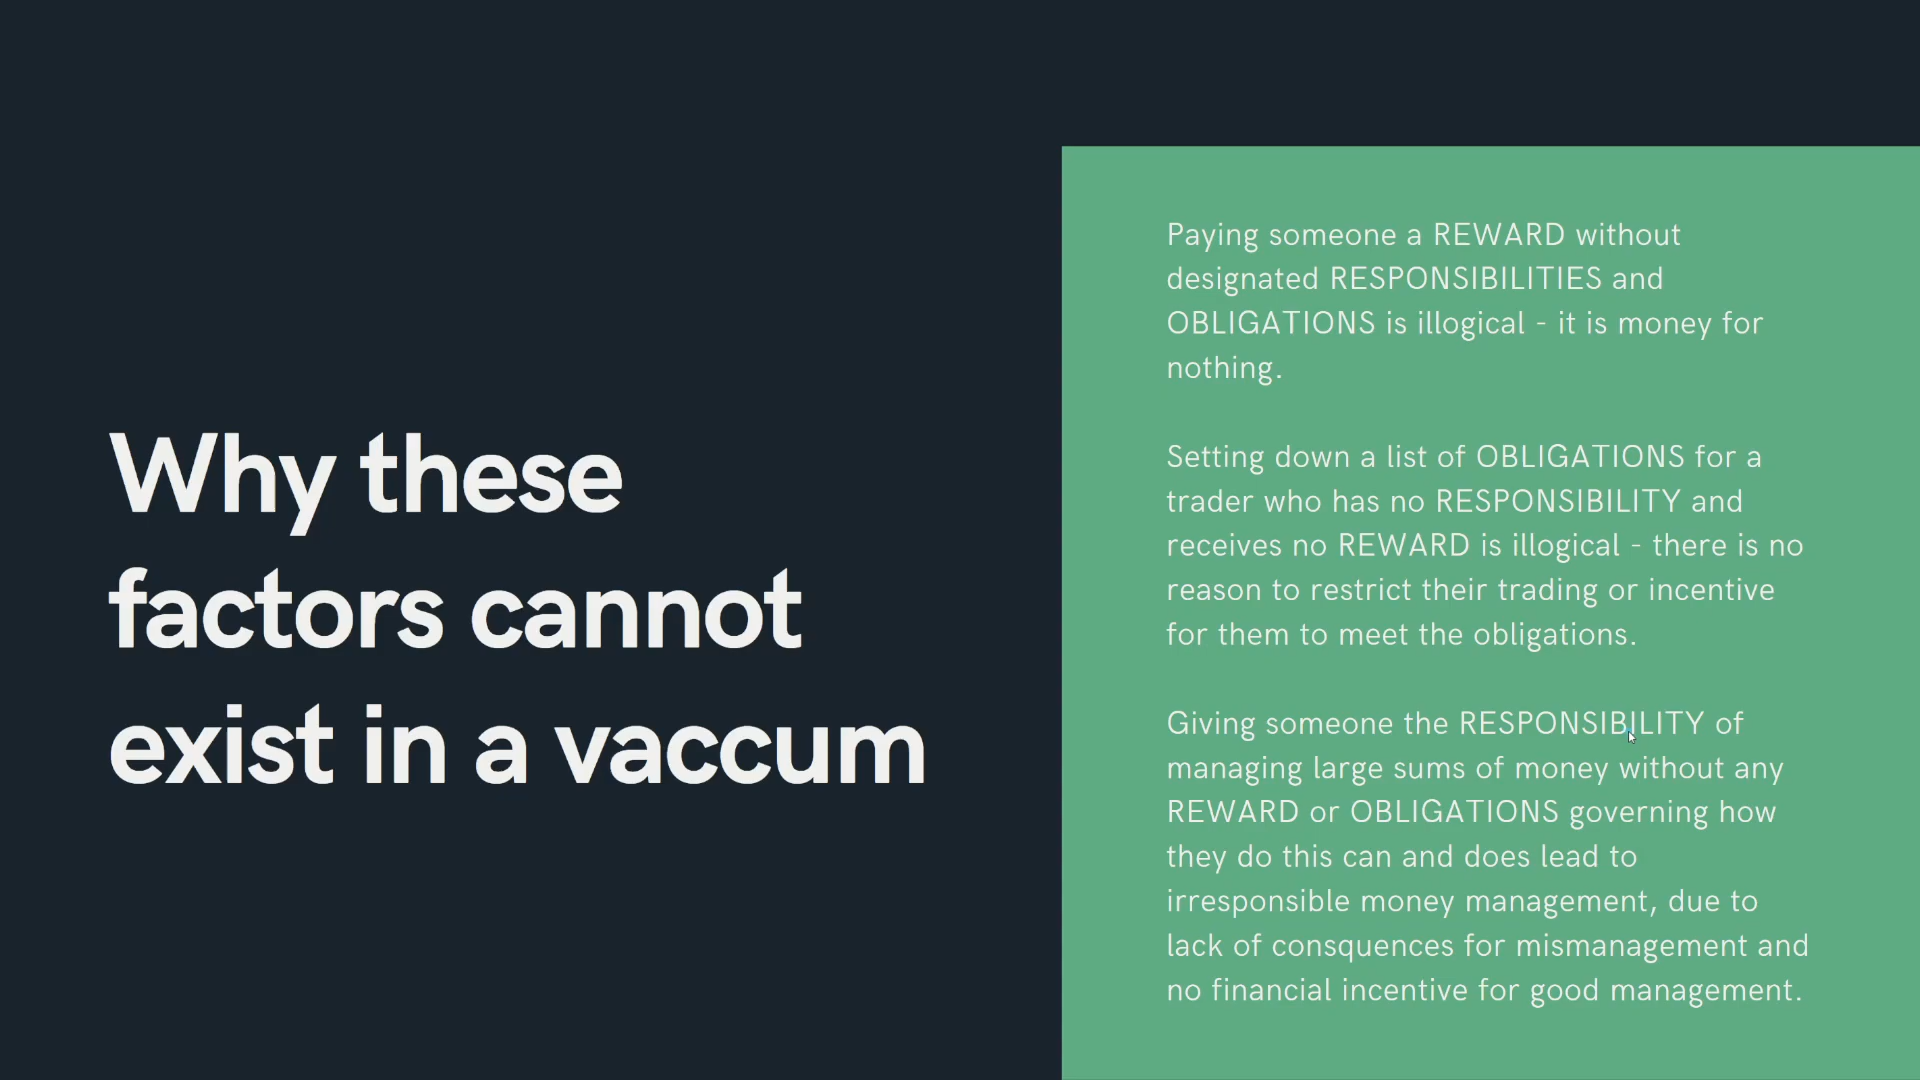 Why these
factors cannot
exist in a vaccum
Paying someone a REWARD without
designated RESPONSIBILITIES and
OBLIGATIONS is illogical - it is money for
nothing.
Setting down a list of OBLIGATIONS for a
trader who has no RESPONSIBILITY and
receives no REWARD is illogical - there is no
reason to restrict their trading or incentive
for them to meet the obligations.
Giving someone the RESPONSIBILITY of
managing large sums of money without any
REWARD or OBLIGATIONS governing how
they do this can and does lead to
irresponsible money management, due to
lack of consquences for mismanagement and
no financial incentive for good management.